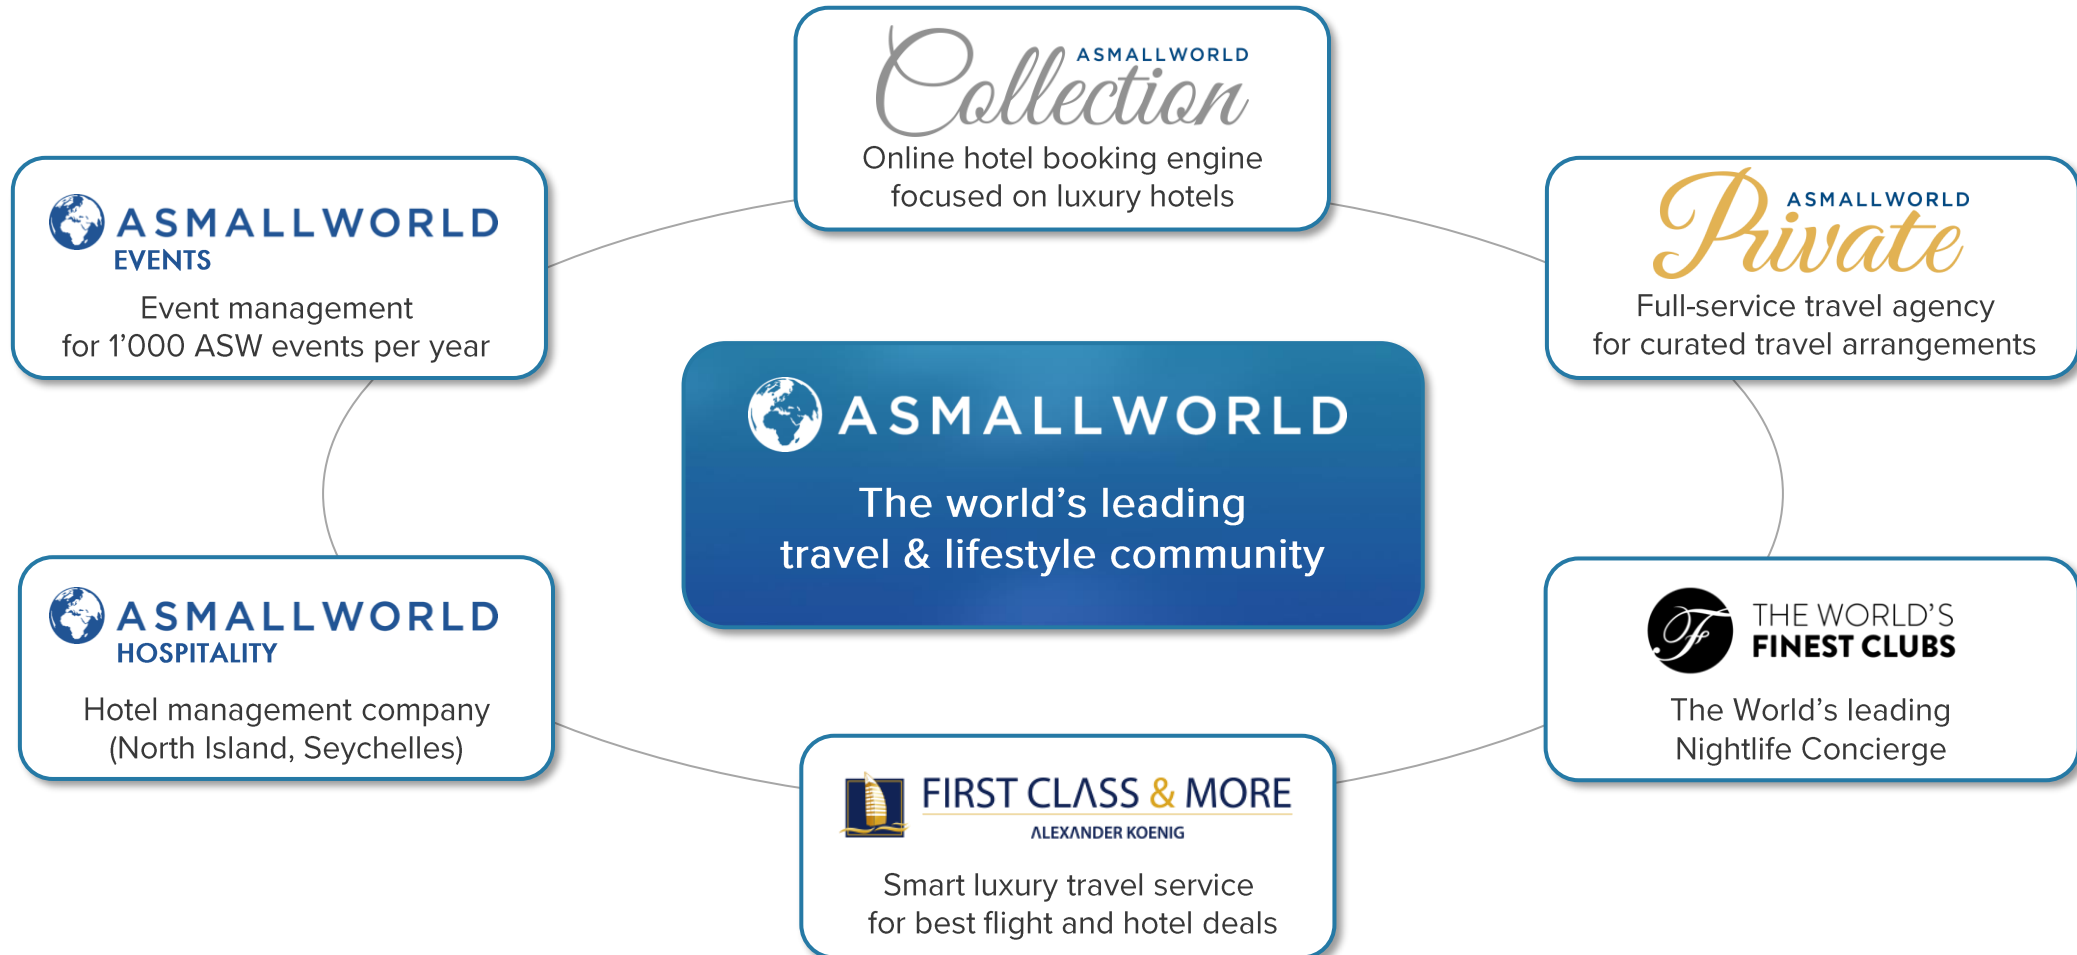 ASMALLWORLD
Collection
Online hotel booking engine
focused on luxury hotels
ASMALLWORLD
EVENTS
Event management
for 1’000 ASW events per year
ASMALLWORLD
Private
Full-service travel agency
for curated travel arrangements
ASMALLWORLD
The world’s leading
travel & lifestyle community
ASMALLWORLD
HOSPITALITY
Hotel management company
(North Island, Seychelles)
F
THE WORLD’S
FINEST CLUBS
The World’s leading
Nightlife Concierge
FIRST CLASS & MORE
ALEXANDER KOENIG
Smart luxury travel service
for best flight and hotel deals